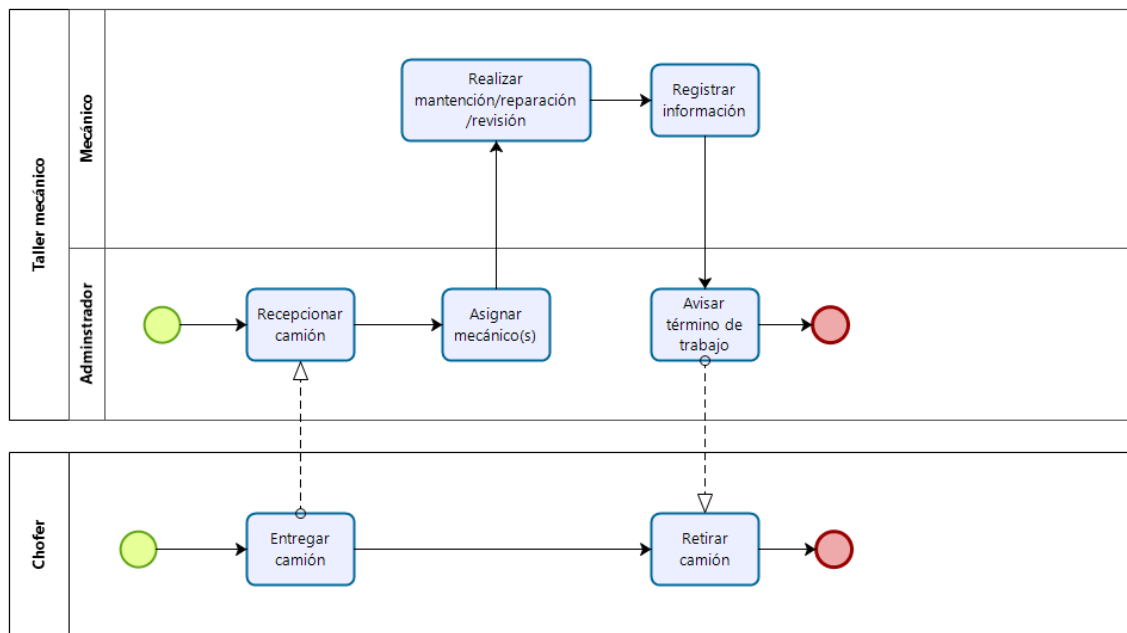 Taller mecánico
Mecánico
Realizar
mantención/reparación
/revisión
Registrar
información
Adminstrador
Recepcionar
camión
Asignar
mecánico(s)
Avisar
término de
trabajo
Chofer
Entregar
camión
Retirar
camión